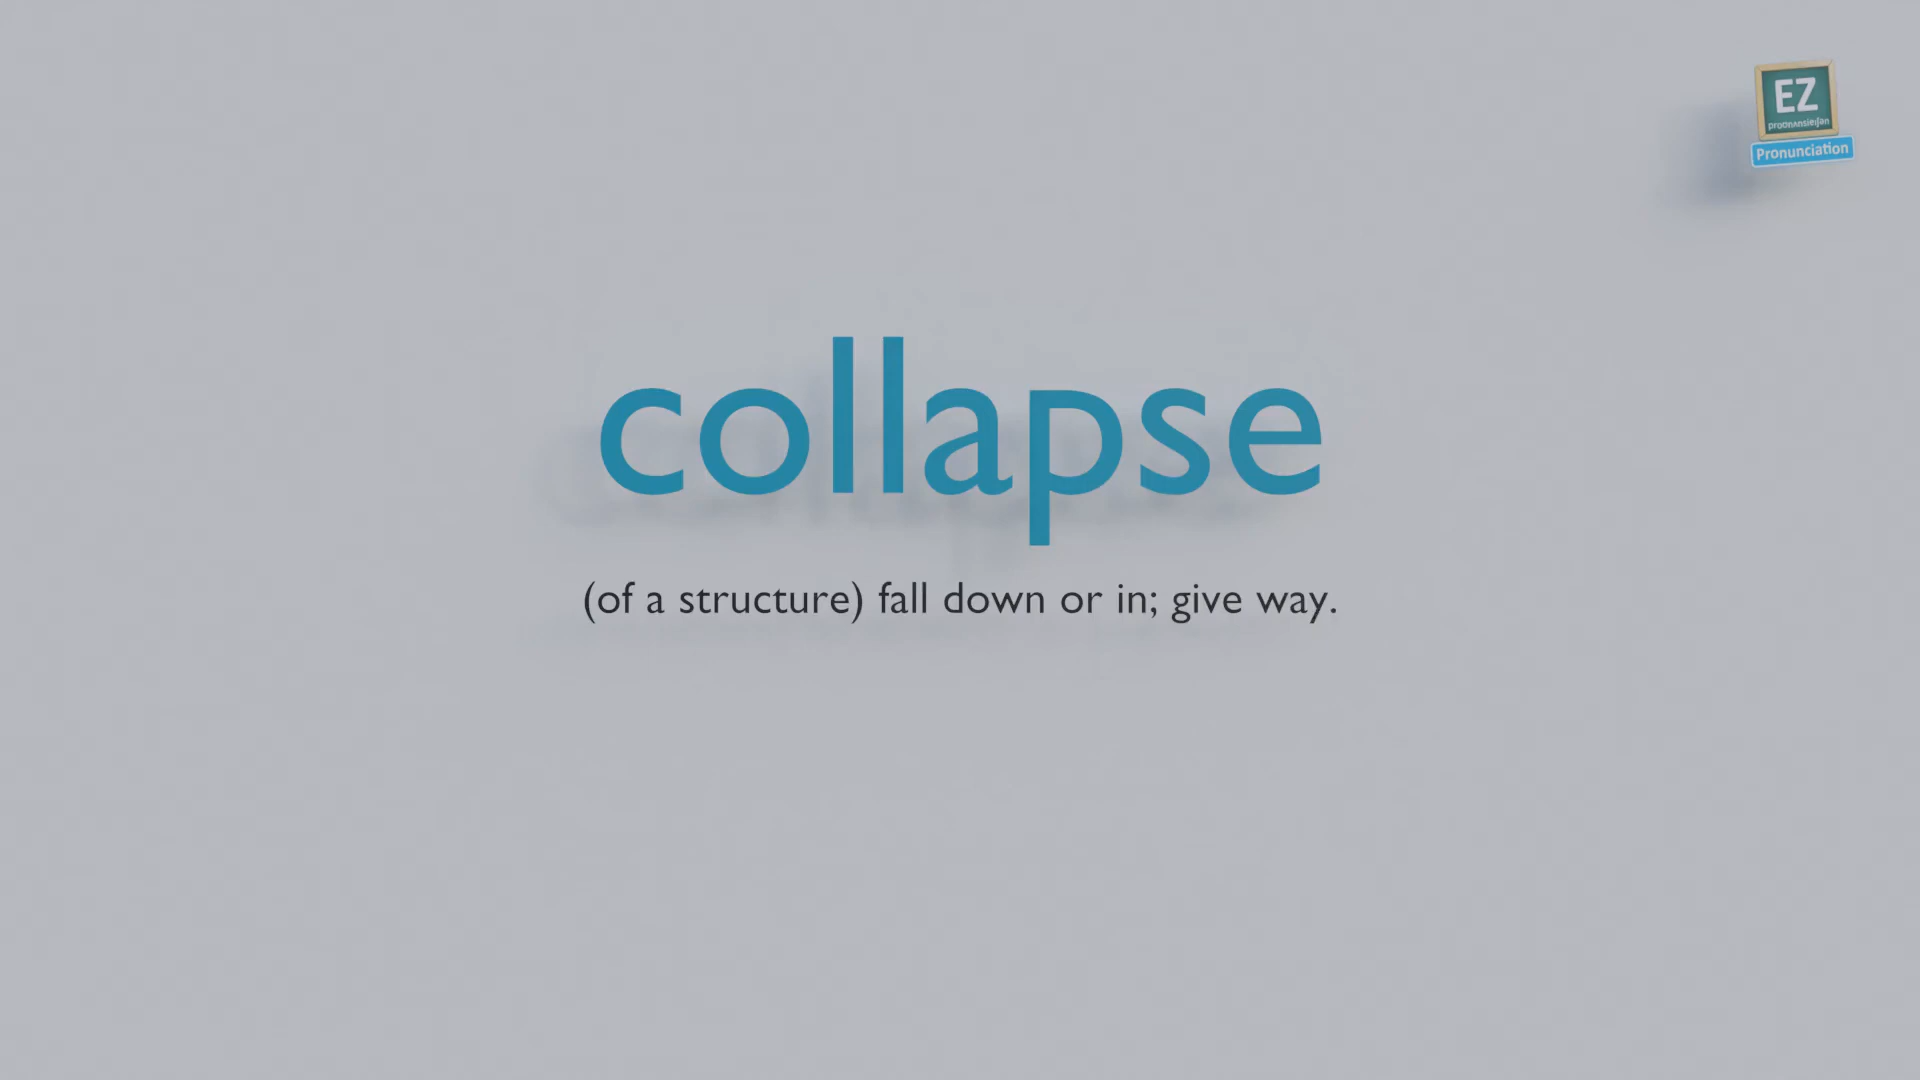 EZ
Pronunciation
collapse
(of a structure) fall down or in; give way.